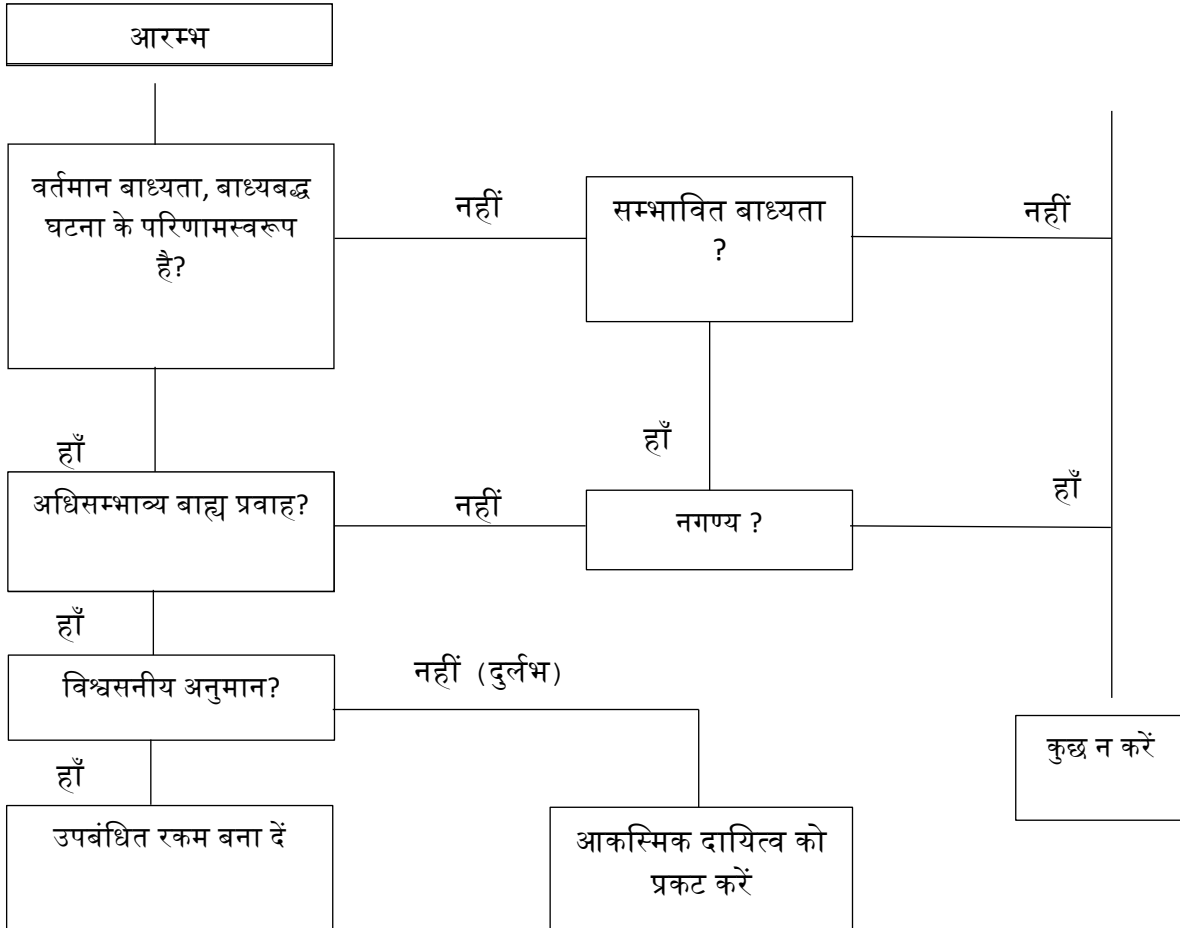 आरम्भ
वर्तमान बाध्यता, बाध्यबद्ध
घटना के परिणामस्वरूप
है?
नहीं
सम्भावित बाध्यता
?
नहीं
हाँ
हाँ
अधिसम्भाव्य बाह्य प्रवाह?
नहीं
नगण्य ?
हाँ
हाँ
विश्वसनीय अनुमान?
नहीं (दुर्लभ)
हाँ
कुछ न करें
उपबंधित रकम बना दें
आकस्मिक दायित्व को
प्रकट करें